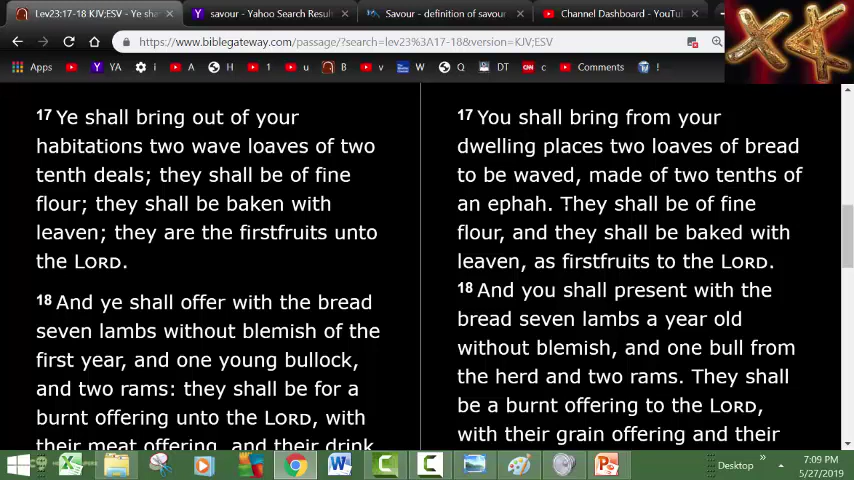 Lev23:17-18 KJV;ESV - Ye sha
savour - Yahoo Search Resul
Savour - definition of savour
Channel Dashboard - YouTu
https://www.biblegateway.com/passage/?search=lev23%3A17-18&version=KJV;ESV
Apps YA i A H 1 u B v W Q DT c Comments !
17 Ye shall bring out of your
habitations two wave loaves of two
tenth deals; they shall be of fine
flour; they shall be baken with
leaven; they are the firstfruits unto
the LORD.
18 And ye shall offer with the bread
seven lambs without blemish of the
first year, and one young bullock,
and two rams: they shall be for a
burnt offering unto the LORD, with
their meat offering, and their drink
17 You shall bring from your
dwelling places two loaves of bread
to be waved, made of two tenths of
an ephah. They shall be of fine
flour, and they shall be baked with
leaven, as firstfruits to the LORD.
18 And you shall present with the
bread seven lambs a year old
without blemish, and one bull from
the herd and two rams. They shall
be a burnt offering to the LORD,
with their grain offering and their
Desktop
7:09 PM
5/27/2019